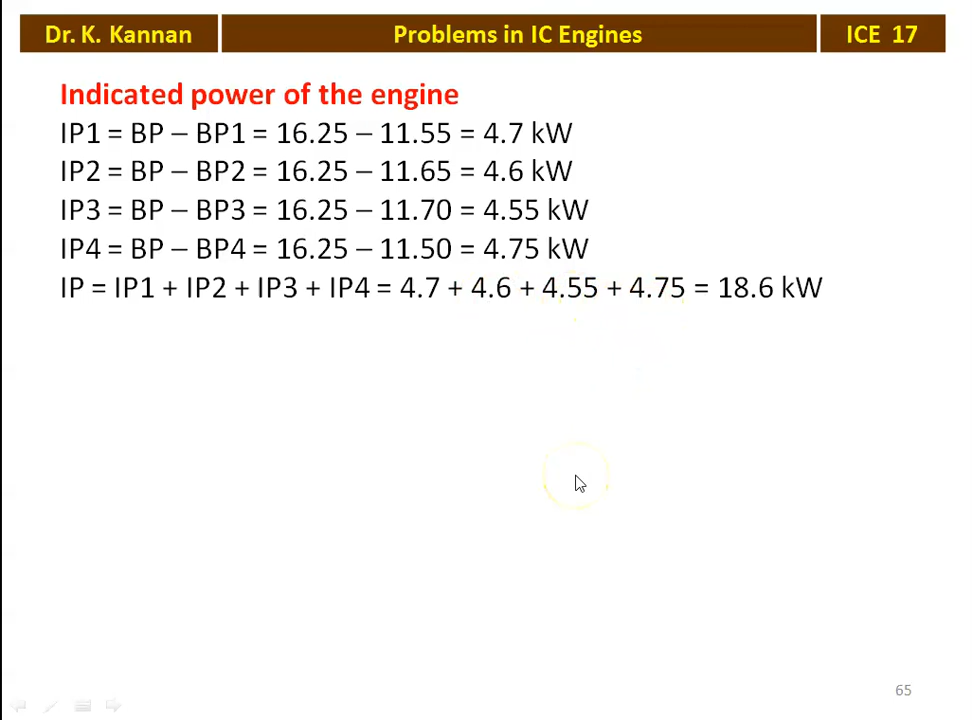 Dr. K. Kannan Problems in IC Engines ICE 17
Indicated power of the engine
IP1 = BP – BP1 = 16.25 – 11.55 = 4.7 kW
IP2 = BP – BP2 = 16.25 – 11.65 = 4.6 kW
IP3 = BP – BP3 = 16.25 – 11.70 = 4.55 kW
IP4 = BP – BP4 = 16.25 – 11.50 = 4.75 kW
IP = IP1 + IP2 + IP3 + IP4 = 4.7 + 4.6 + 4.55 + 4.75 = 18.6 kW
65